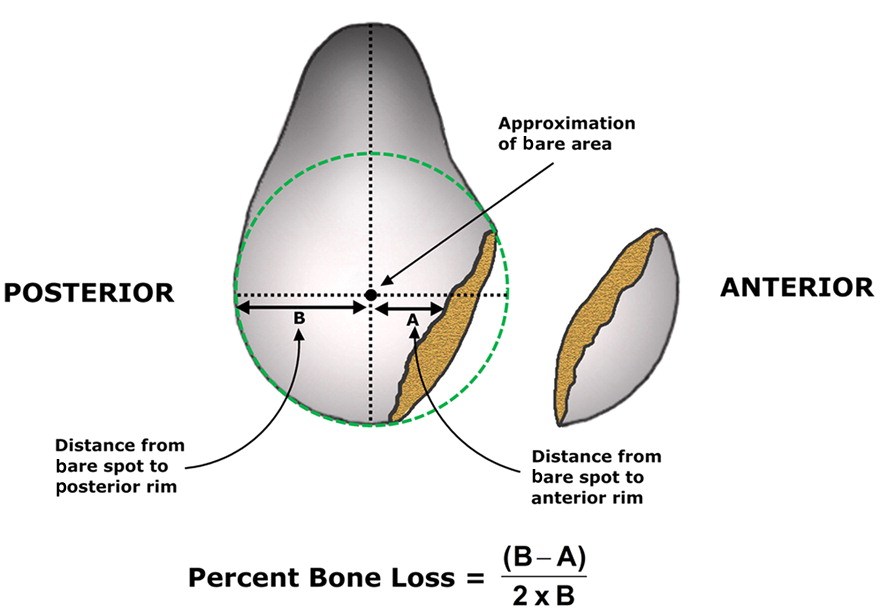 Approximation
of bare area
POSTERIOR
ANTERIOR
B
A
Distance from
bare spot to
posterior rim
Distance from
bare spot to
anterior rim
Percent Bone Loss = (B – A)
2 x B